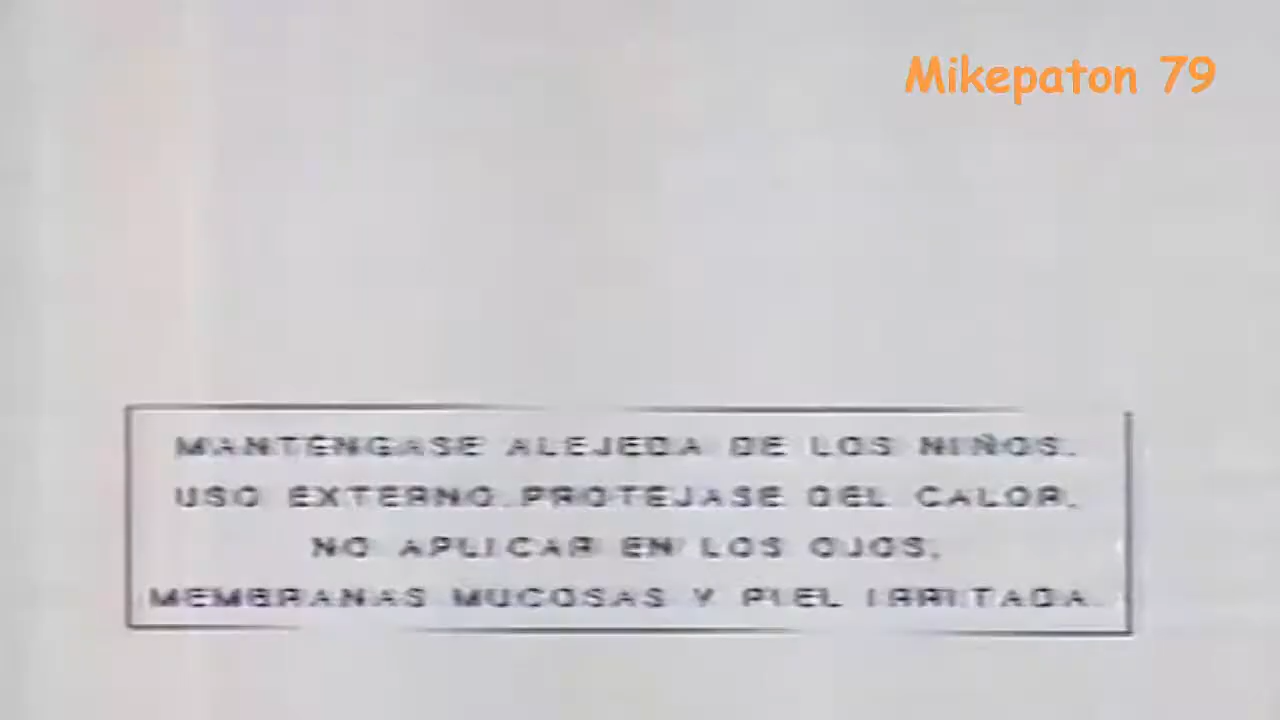 Mikepaton 79
MANTENGASE ALEJEDA DE LOS NIÑOS.
USO EXTERNO. PROTEJASE DEL CALOR.
NO APLICAR EN LOS OJOS,
MEMBRANAS MUCOSAS Y PIEL IRRITADA.